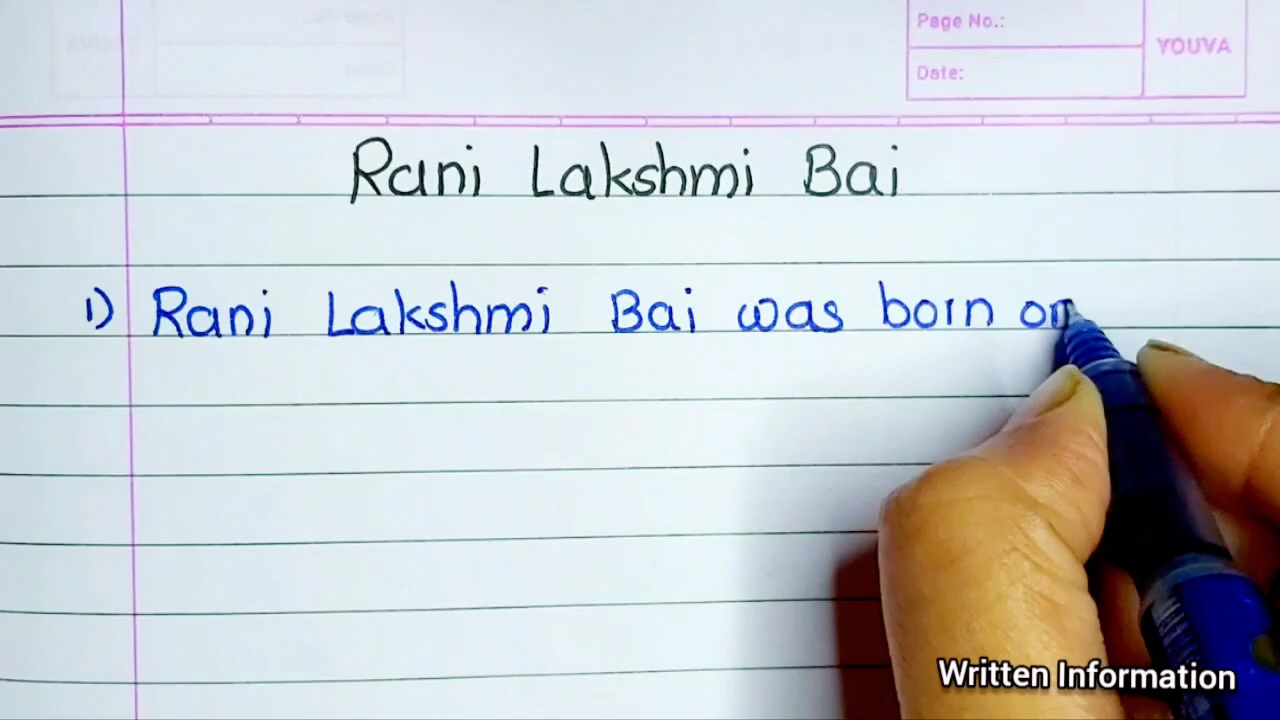 Page No.:
YOUVA
Date:
Rani Lakshmi Bai
1) Rani Lakshmi Bai was born on
Written Information